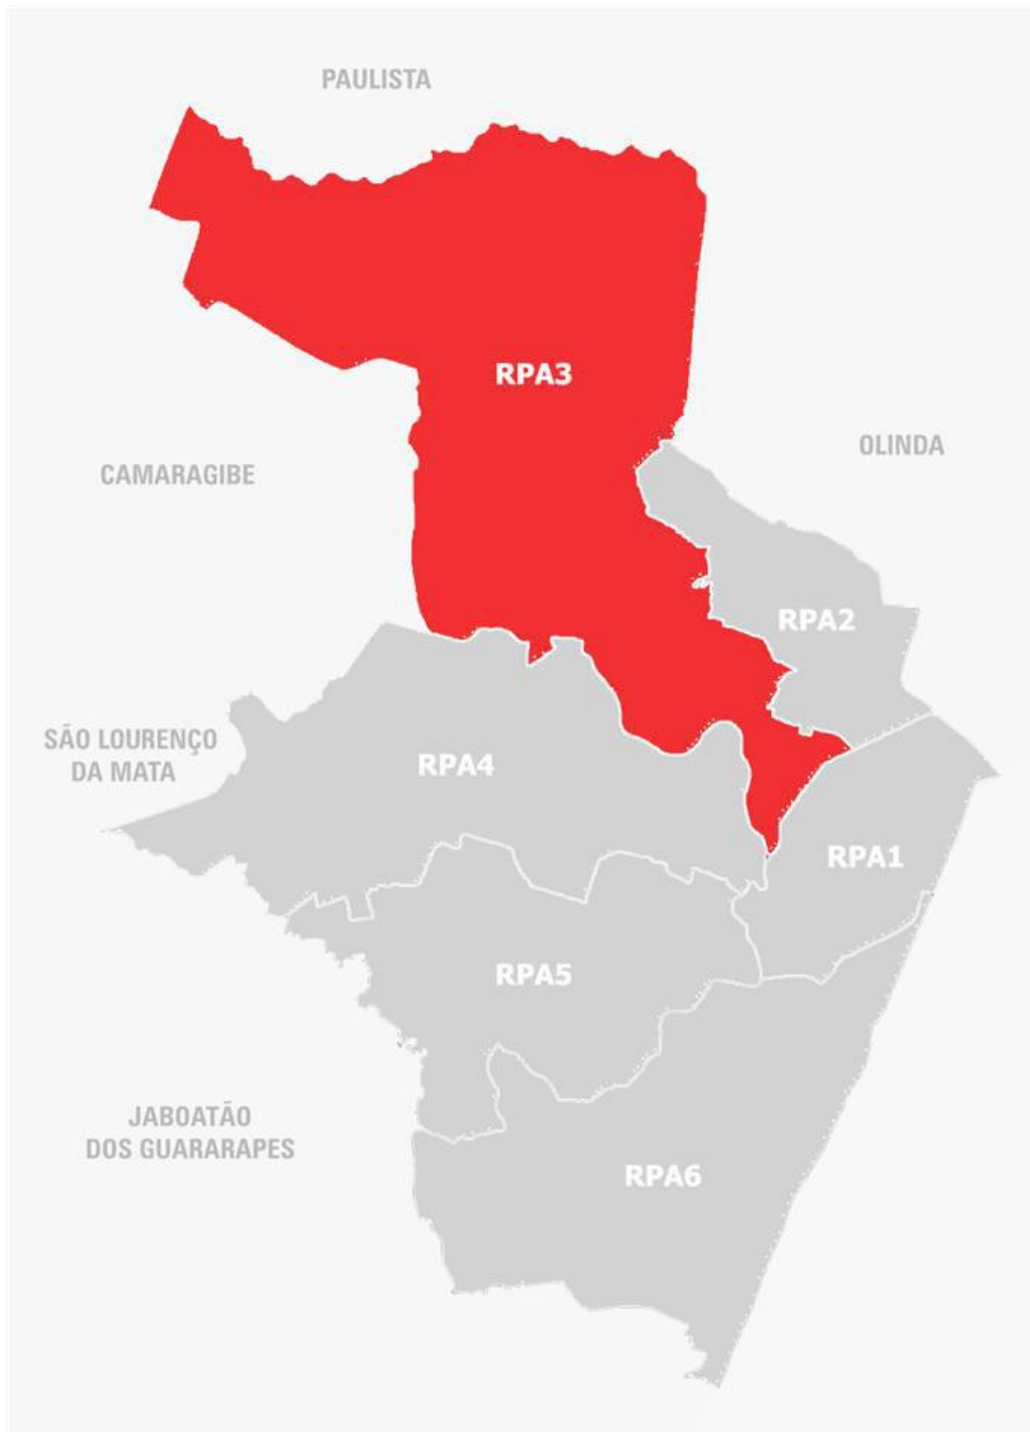 PAULISTA
RPA3
OLINDA
CAMARAGIBE
RPA2
SÃO LOURENÇO
DA MATA
RPA4
RPA1
RPA5
JABOATÃO
DOS GUARARAPES
RPA6